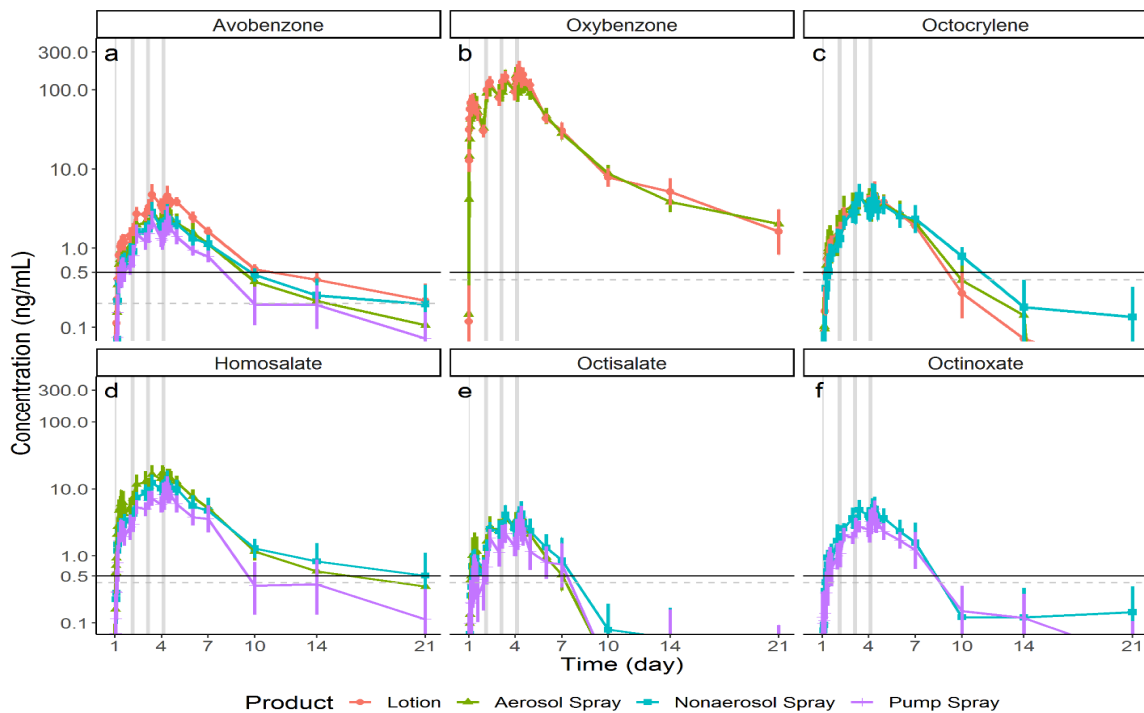 Avobenzone Oxybenzone Octocrylene
a b c
300.0
100.0
10.0
1.0
0.5
0.1
Homosalate Octisalate Octinoxate
d e f
300.0
100.0
10.0
1.0
0.5
0.1
1 4 7 10 14 21 1 4 7 10 14 21 1 4 7 10 14 21
Concentration (ng/mL)
Time (day)
Product Lotion Aerosol Spray Nonaerosol Spray Pump Spray